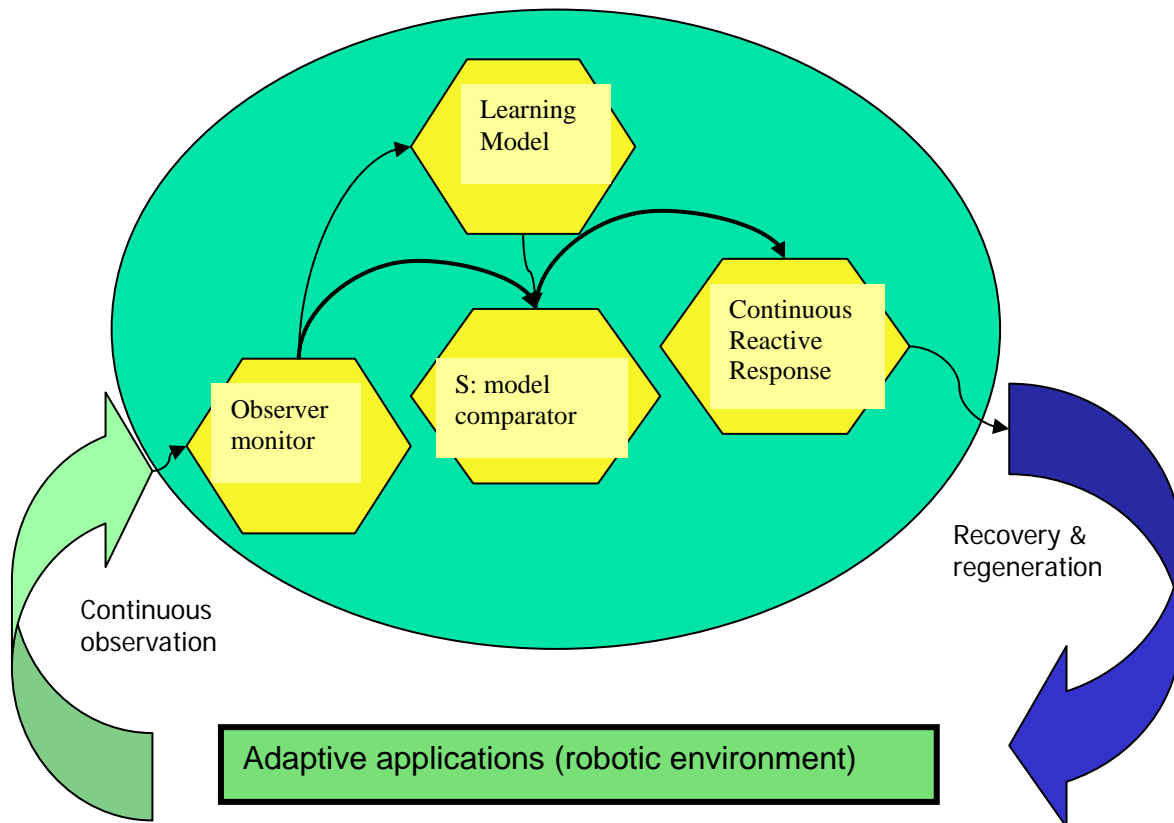 Learning
Model
Continuous
Reactive
Response
S: model
comparator
Observer
monitor
Recovery &
regeneration
Continuous
observation
Adaptive applications (robotic environment)